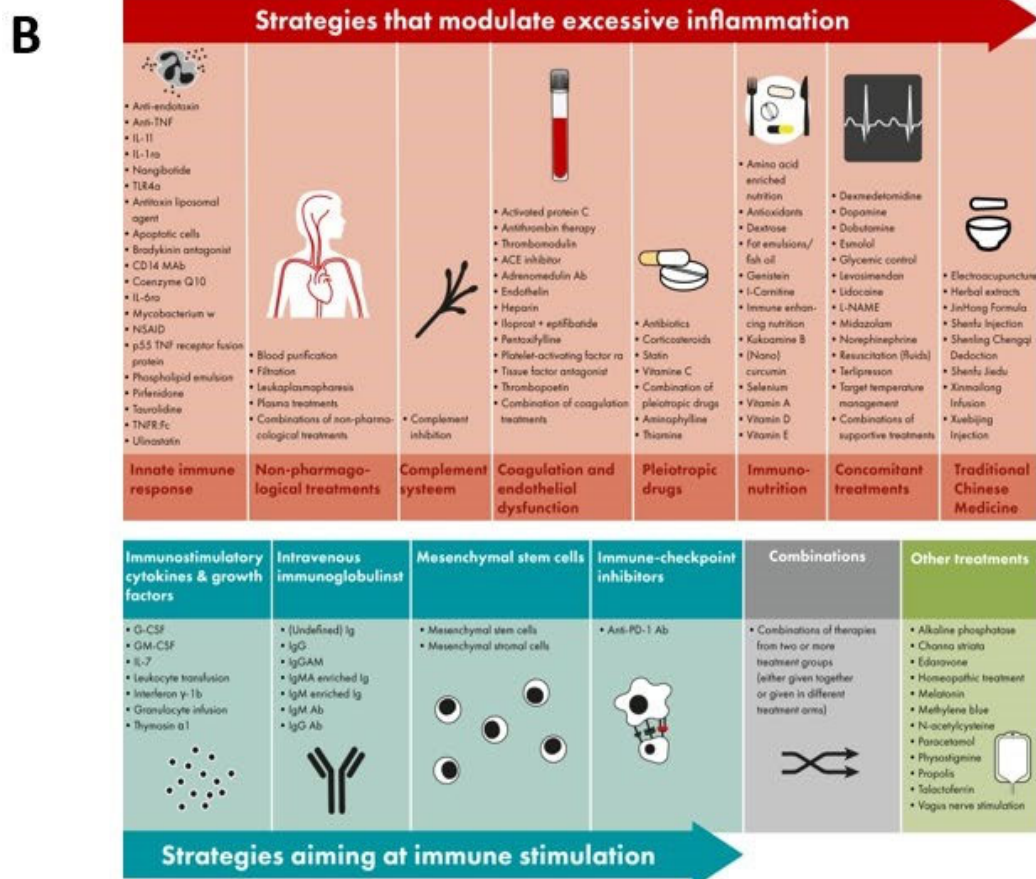 B
Strategies that modulate excessive inflammation
• Anti-endotoxin
• Anti-TNF
• IL-11
• IL-1ra
• Nangibotide
• TLR4a
• Antitoxin liposomal
agent
• Apoptotic cells
• Bradykinin antagonist
• CD14 MAb
• Coenzyme Q10
• IL-6ra
• Mycobacterium w
• NSAID
• p55 TNF receptor fusion
protein
• Phospholipid emulsion
• Pirfenidone
• Taurolidine
• TNFR:Fc
• Ulinastatin
Innate immune
response
• Blood purification
• Filtration
• Leukaplasmapharesis
• Plasma treatments
• Combinations of non-pharma-
cological treatments
Non-pharmago-
logical treatments
• Complement
inhibition
Complement
systeem
• Activated protein C
• Antithrombin therapy
• Thrombomodulin
• ACE inhibitor
• Adrenomedulin Ab
• Endothelin
• Heparin
• Iloprost + eptifibatide
• Pentoxifylline
• Platelet-activating factor ra
• Tissue factor antagonist
• Thrombopoetin
• Combination of coagulation
treatments
Coagulation and
endothelial
dysfunction
• Antibiotics
• Corticosteroids
• Statin
• Vitamine C
• Combination of
pleiotropic drugs
• Aminophylline
• Thiamine
Pleiotropic
drugs
• Amino acid
enriched
nutrition
• Antioxidants
• Dextrose
• Fat emulsions/
fish oil
• Genistein
• l-Carnitine
• Immune enhan-
cing nutrition
• Kukoamine B
• (Nano)
curcumin
• Selenium
• Vitamin A
• Vitamin D
• Vitamin E
Immuno-
nutrition
• Dexmedetomidine
• Dopamine
• Dobutamine
• Esmolol
• Glycemic control
• Levosimendan
• Lidocaine
• L-NAME
• Midazolam
• Norephinephrine
• Resuscitation (fluids)
• Terlipressin
• Target temperature
management
• Combinations of
supportive treatments
Concomitant
treatments
• Electroacupuncture
• Herbal extracts
• JinHong Formula
• Shenfu Injection
• Shenling Chengqi
Dedoction
• Shenfu Jiedu
• Xinmailong
Infusion
• Xuebijing
Injection
Traditional
Chinese
Medicine
Immunostimulatory
cytokines & growth
factors
• G-CSF
• GM-CSF
• IL-7
• Leukocyte transfusion
• Interferon γ-1b
• Granulocyte infusion
• Thymosin α1
Intravenous
immunoglobulinst
• (Undefined) Ig
• IgG
• IgGAM
• IgMA enriched Ig
• IgM enriched Ig
• IgM Ab
• IgG Ab
Mesenchymal stem cells
• Mesenchymal stem cells
• Mesenchymal stromal cells
Immune-checkpoint
inhibitors
• Anti-PD-1 Ab
Combinations
• Combinations of therapies
from two or more
treatment groups
(either given together
or given in different
treatment arms)
Other treatments
• Alkaline phosphatase
• Channa striata
• Edaravone
• Homeopathic treatment
• Melatonin
• Methylene blue
• N-acetylcysteine
• Paracetamol
• Physostigmine
• Propolis
• Talactoferrin
• Vagus nerve stimulation
Strategies aiming at immune stimulation